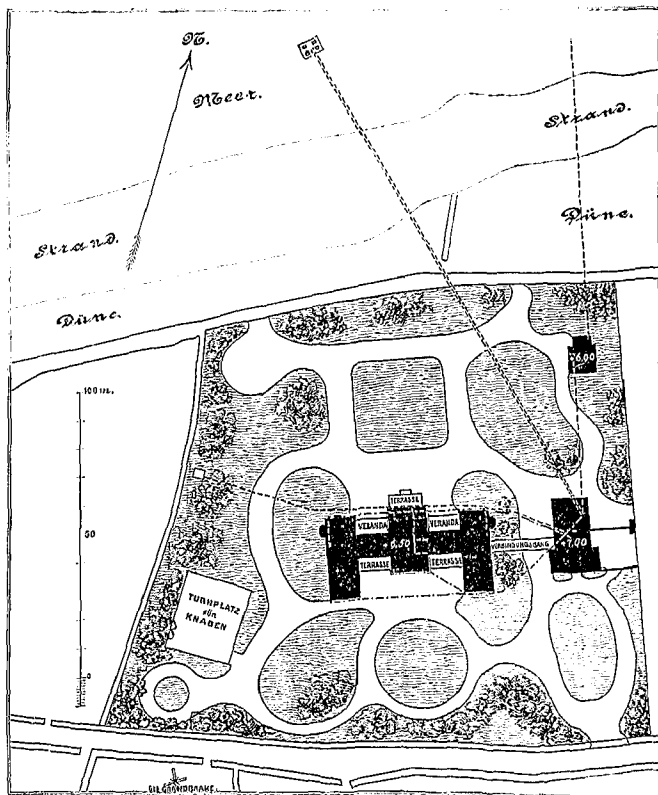 N.
Meer.
Strand.
Düne.
Strand.
Düne.
6,00
100 m.
50
0
TERRASSE
VERANDA
VERANDA
6,50
7,00
VERBINDUNGSGANG
TERRASSE
TERRASSE
TURNPLATZ
für
KNABEN